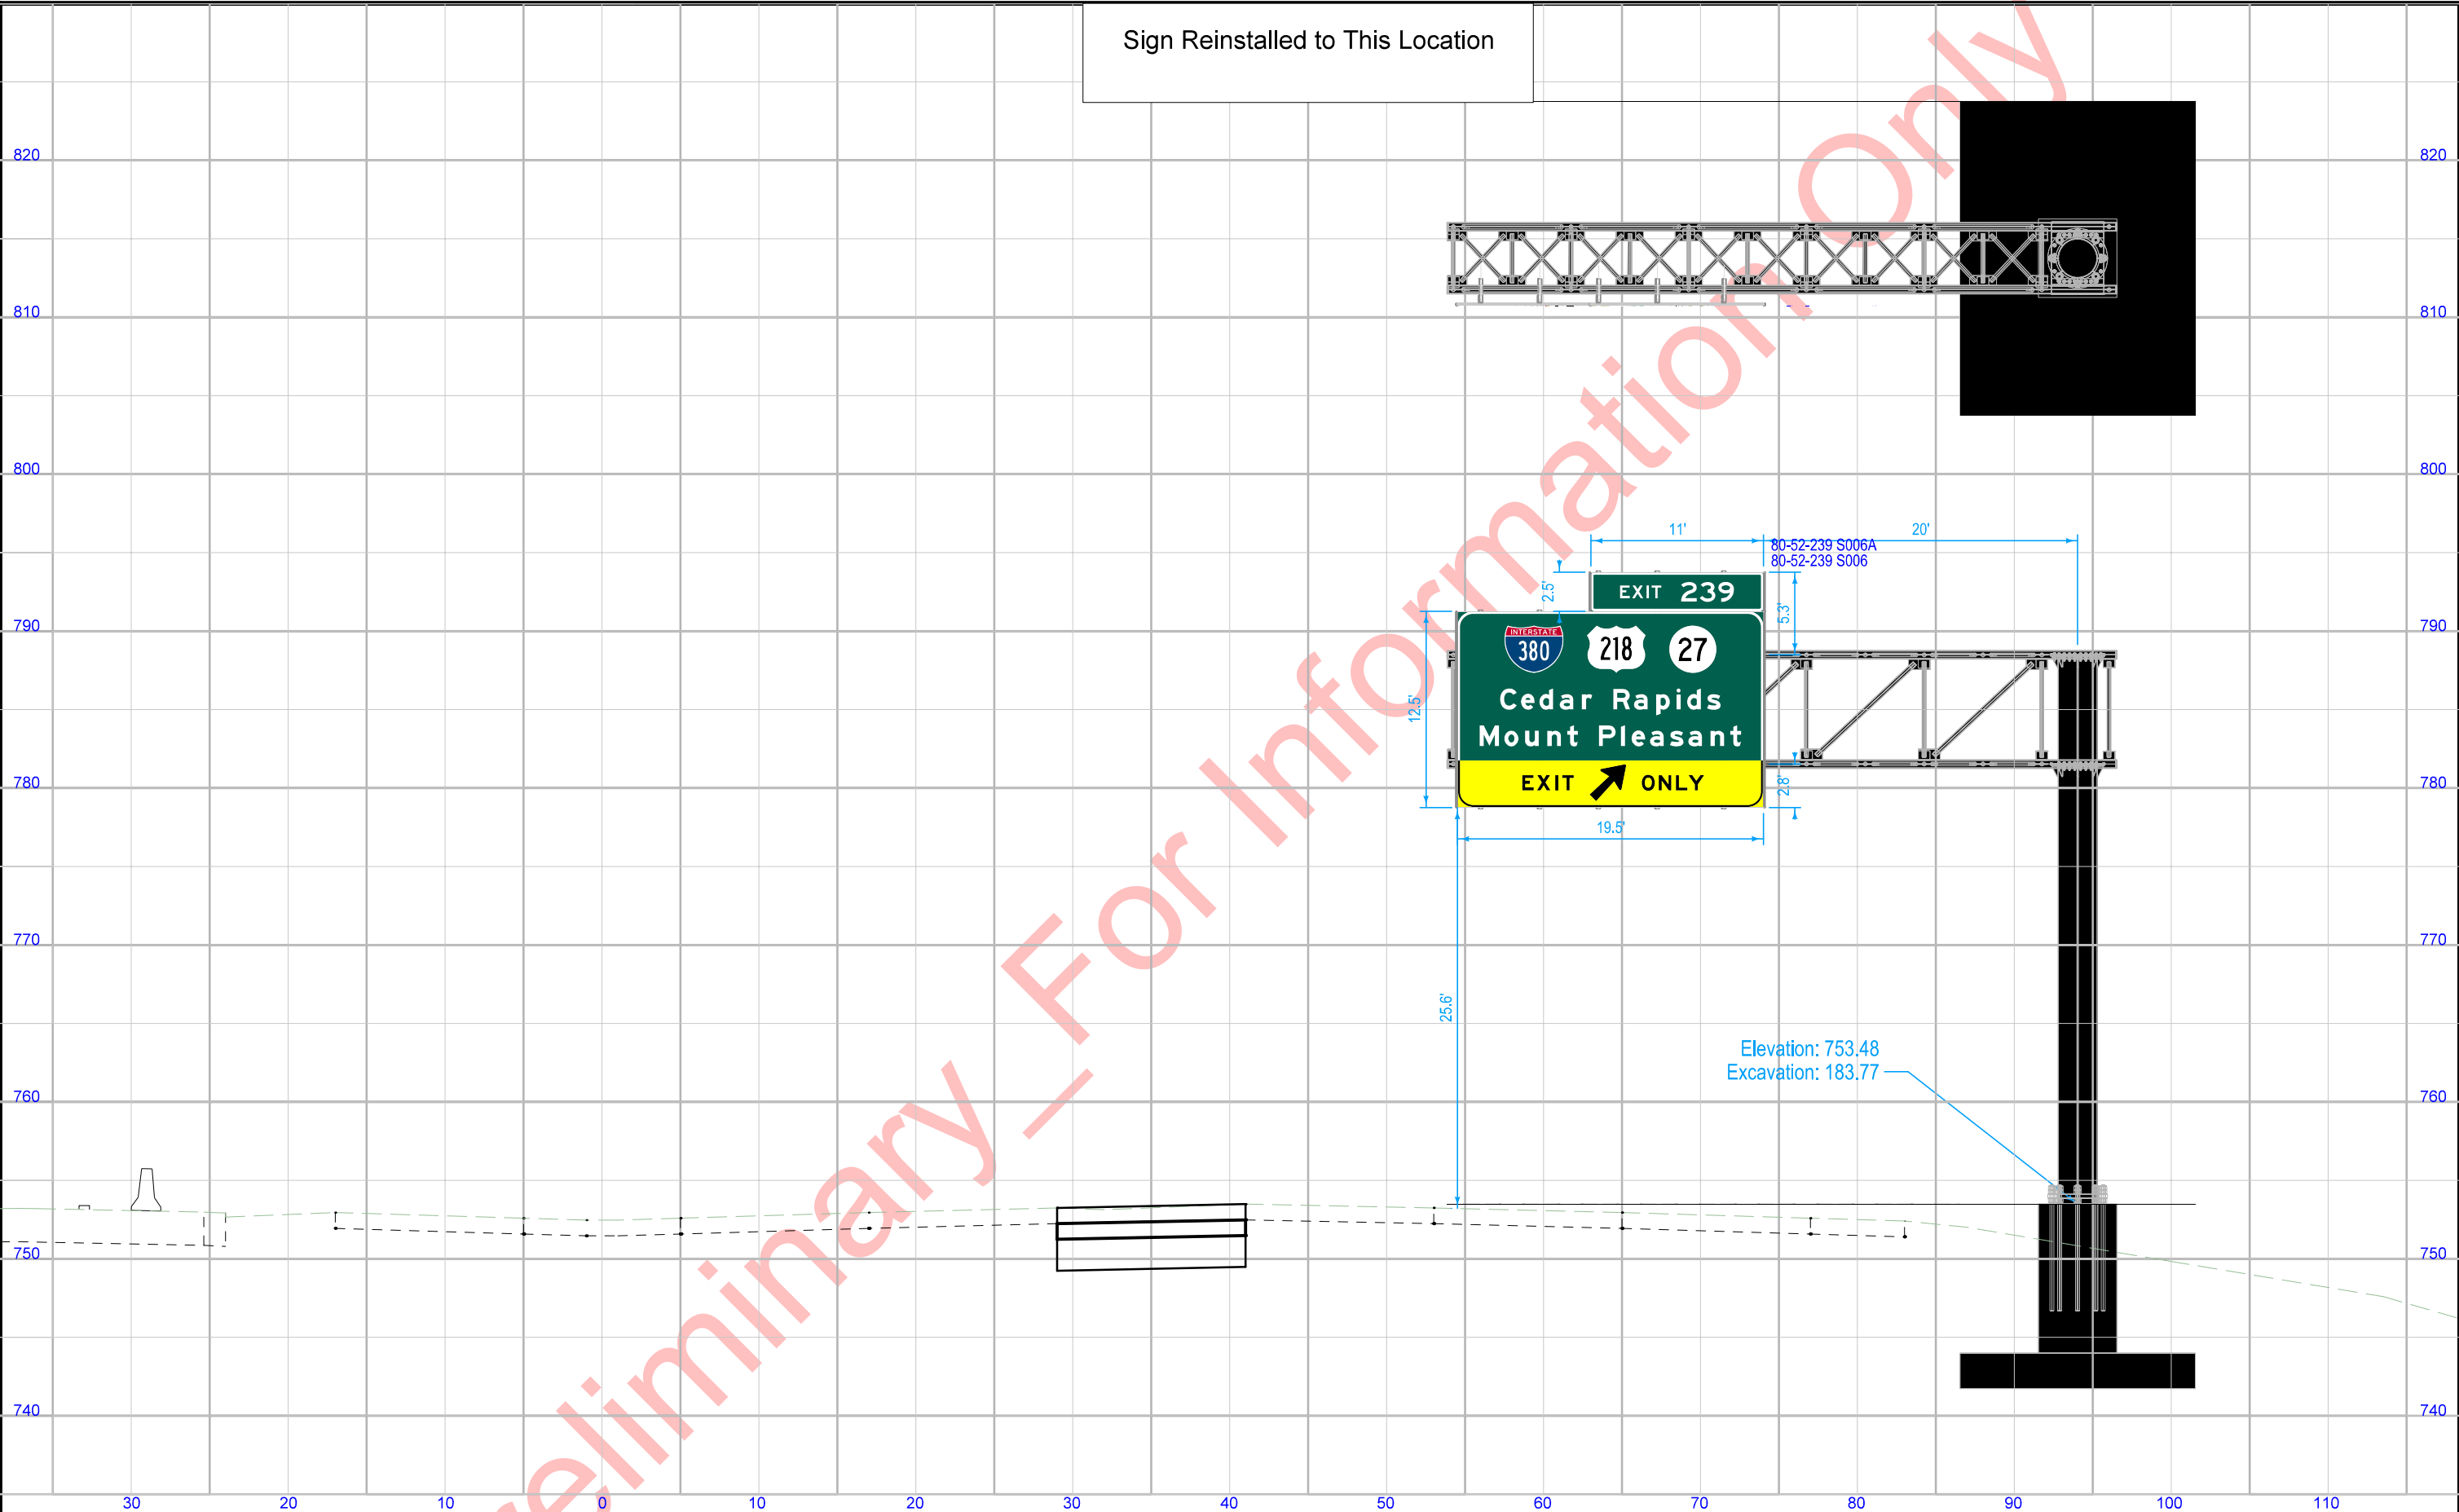 Sign Reinstalled to This Location
820 820
810 810
800 800
11' 20'
80-52-239 S006A
80-52-239 S006
2.5' EXIT 239 5.3'
790 790
INTERSTATE
380 218 27
12.5' Cedar Rapids
Mount Pleasant
780 EXIT ONLY 2.8' 780
19.5'
770 770
25.6'
Elevation: 753.48
Excavation: 183.77
760 760
750 750
740 740
30 20 10 0 10 20 30 40 50 60 70 80 90 100 110
reliminary_For Information Only